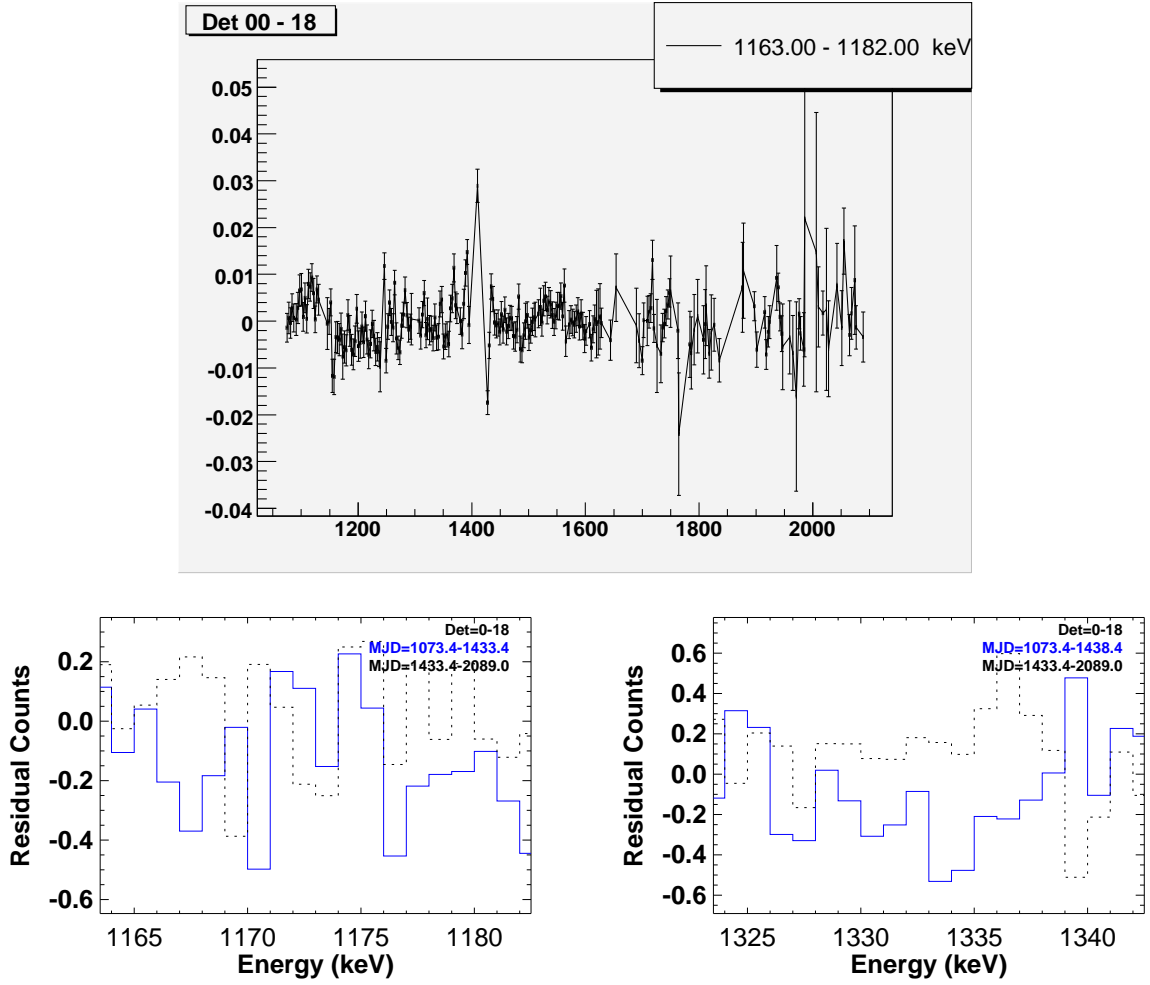 Det 00 - 18
1163.00 - 1182.00 keV
0.05
0.04
0.03
0.02
0.01
0
-0.01
-0.02
-0.03
-0.04
1200 1400 1600 1800 2000
Det=0-18
MJD=1073.4-1433.4
MJD=1433.4-2089.0
0.2
0.0
-0.2
-0.4
-0.6
Residual Counts
1165 1170 1175 1180
Energy (keV)
Det=0-18
MJD=1073.4-1438.4
MJD=1433.4-2089.0
0.6
0.4
0.2
0.0
-0.2
-0.4
-0.6
Residual Counts
1325 1330 1335 1340
Energy (keV)